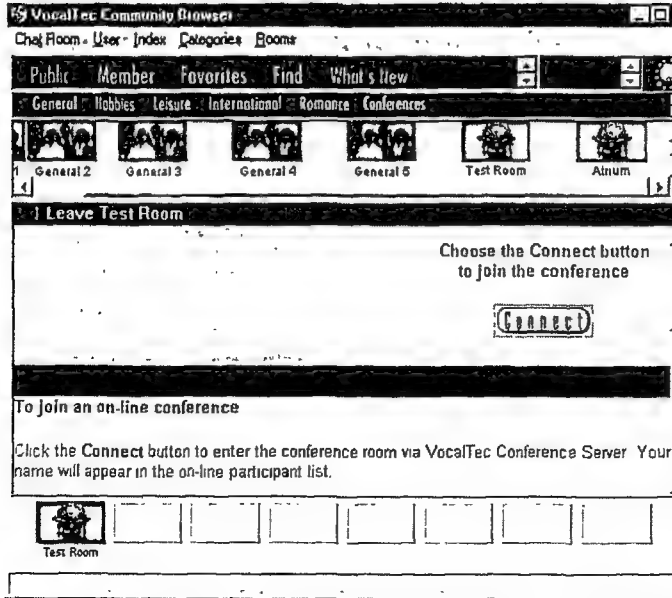 VocalTec Community Browser
Chat Room User Index Categories Rooms
Public Member Favorites Find What's New
General Hobbies Leisure International Romance Conferences
1 General 2 General 3 General 4 General 5 Test Room Atrium
Leave Test Room
Choose the Connect button
to join the conference
Connect
To join an on-line conference
Click the Connect button to enter the conference room via VocalTec Conference Server Your
name will appear in the on-line participant list.
Test Room